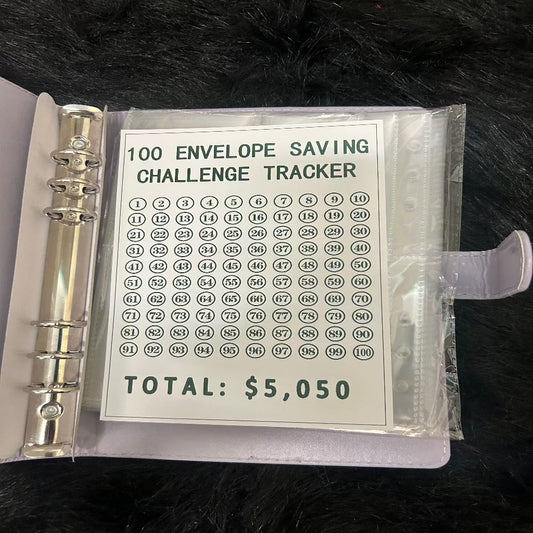 100 ENVELOPE SAVING
CHALLENGE TRACKER
1 2 3 4 5 6 7 8 9 10
11 12 13 14 15 16 17 18 19 20
21 22 23 24 25 26 27 28 29 30
31 32 33 34 35 36 37 38 39 40
41 42 43 44 45 46 47 48 49 50
51 52 53 54 55 56 57 58 59 60
61 62 63 64 65 66 67 68 69 70
71 72 73 74 75 76 77 78 79 80
81 82 83 84 85 86 87 88 89 90
91 92 93 94 95 96 97 98 99 100
TOTAL: $5,050